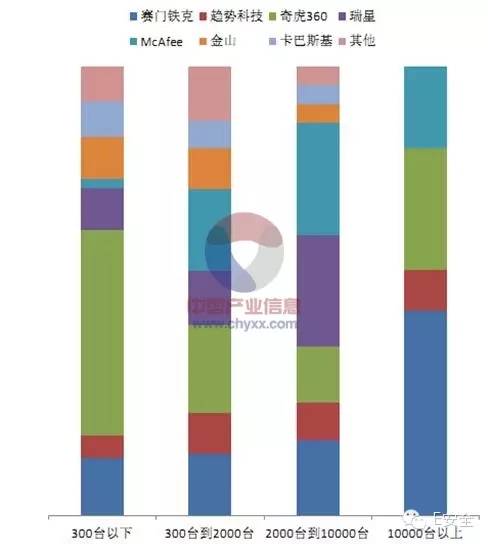 赛门铁克 趋势科技 奇虎360 瑞星
McAfee 金山 卡巴斯基 其他
中国产业信息
www.chyxx.com
E安全
300台以下 300台到2000台 2000台到10000台 10000台以上